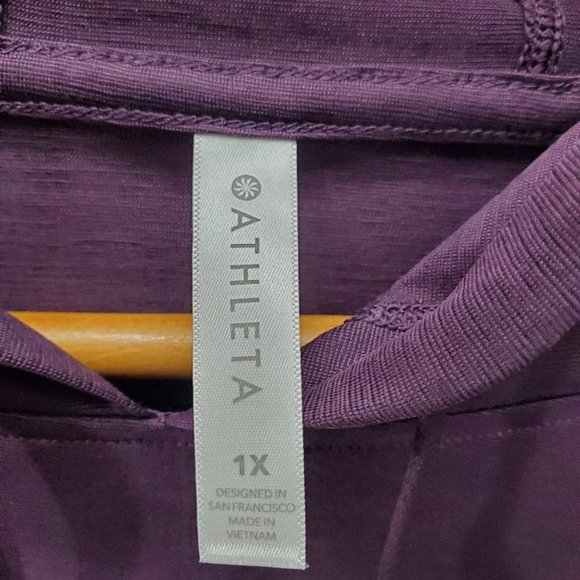 ATHLETA
1X
DESIGNED IN
SAN FRANCISCO
MADE IN
VIETNAM